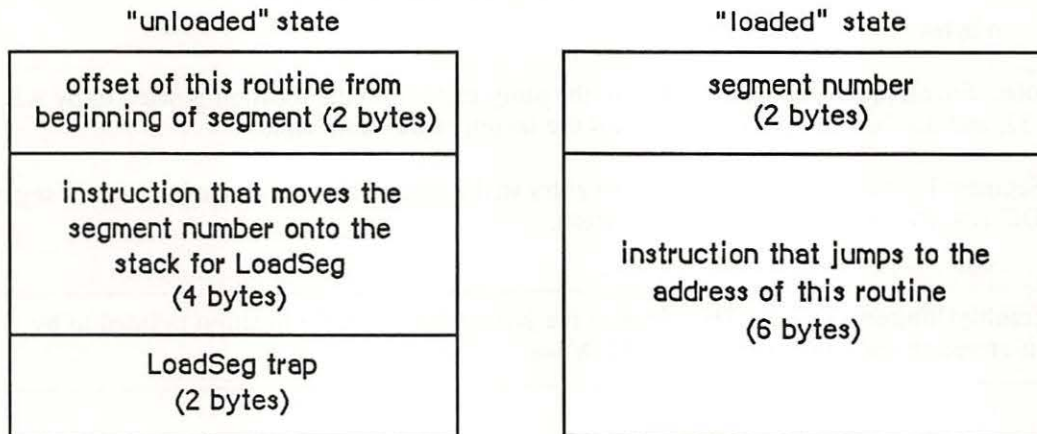 "unloaded" state
offset of this routine from
beginning of segment (2 bytes)
instruction that moves the
segment number onto the
stack for LoadSeg
(4 bytes)
LoadSeg trap
(2 bytes)
"loaded" state
segment number
(2 bytes)
instruction that jumps to the
address of this routine
(6 bytes)